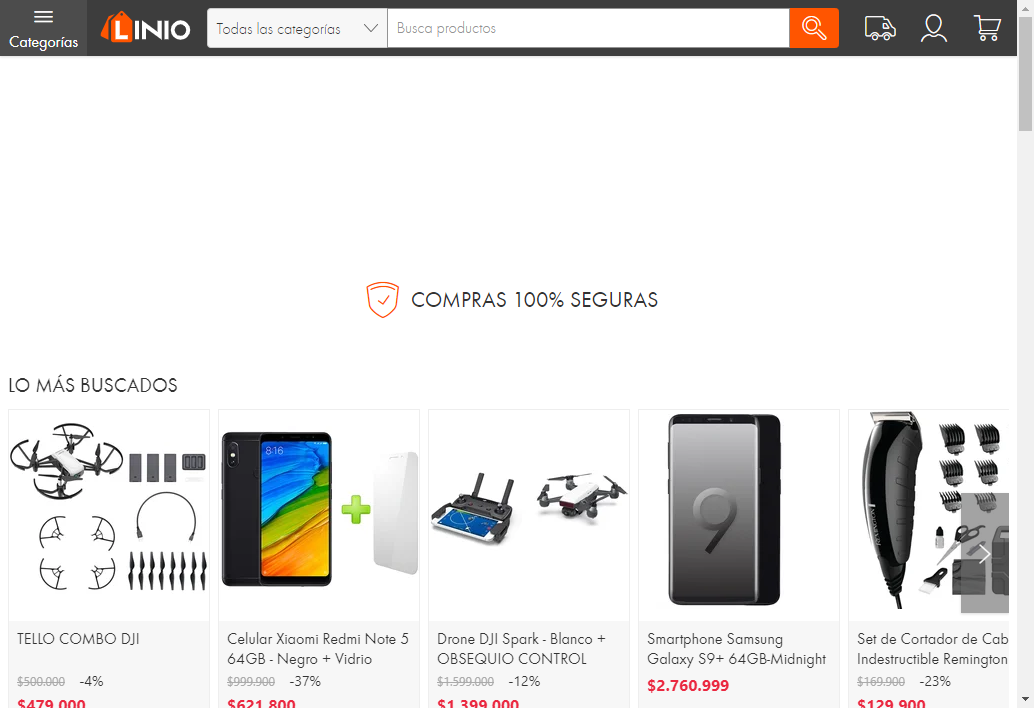 Categorías
LINIO
Todas las categorías
Busca productos
COMPRAS 100% SEGURAS
LO MÁS BUSCADOS
8:16
9
TELLO COMBO DJI
$500.000 -4%
$479.000
Celular Xiaomi Redmi Note 5
64GB - Negro + Vidrio
$999.900 -37%
$621.800
Drone DJI Spark - Blanco +
OBSEQUIO CONTROL
$1.599.000 -12%
$1.399.000
Smartphone Samsung
Galaxy S9+ 64GB-Midnight
$2.760.999
Set de Cortador de Cab
Indestructible Remington
$169.900 -23%
$129.900